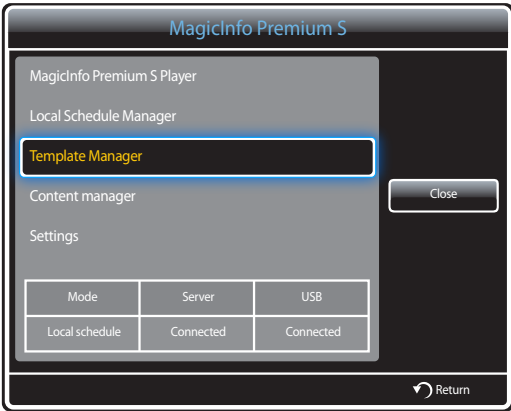 MagicInfo Premium S
MagicInfo Premium S Player
Local Schedule Manager
Template Manager
Content manager
Close
Settings
Mode Server USB
Local schedule Connected Connected
Return